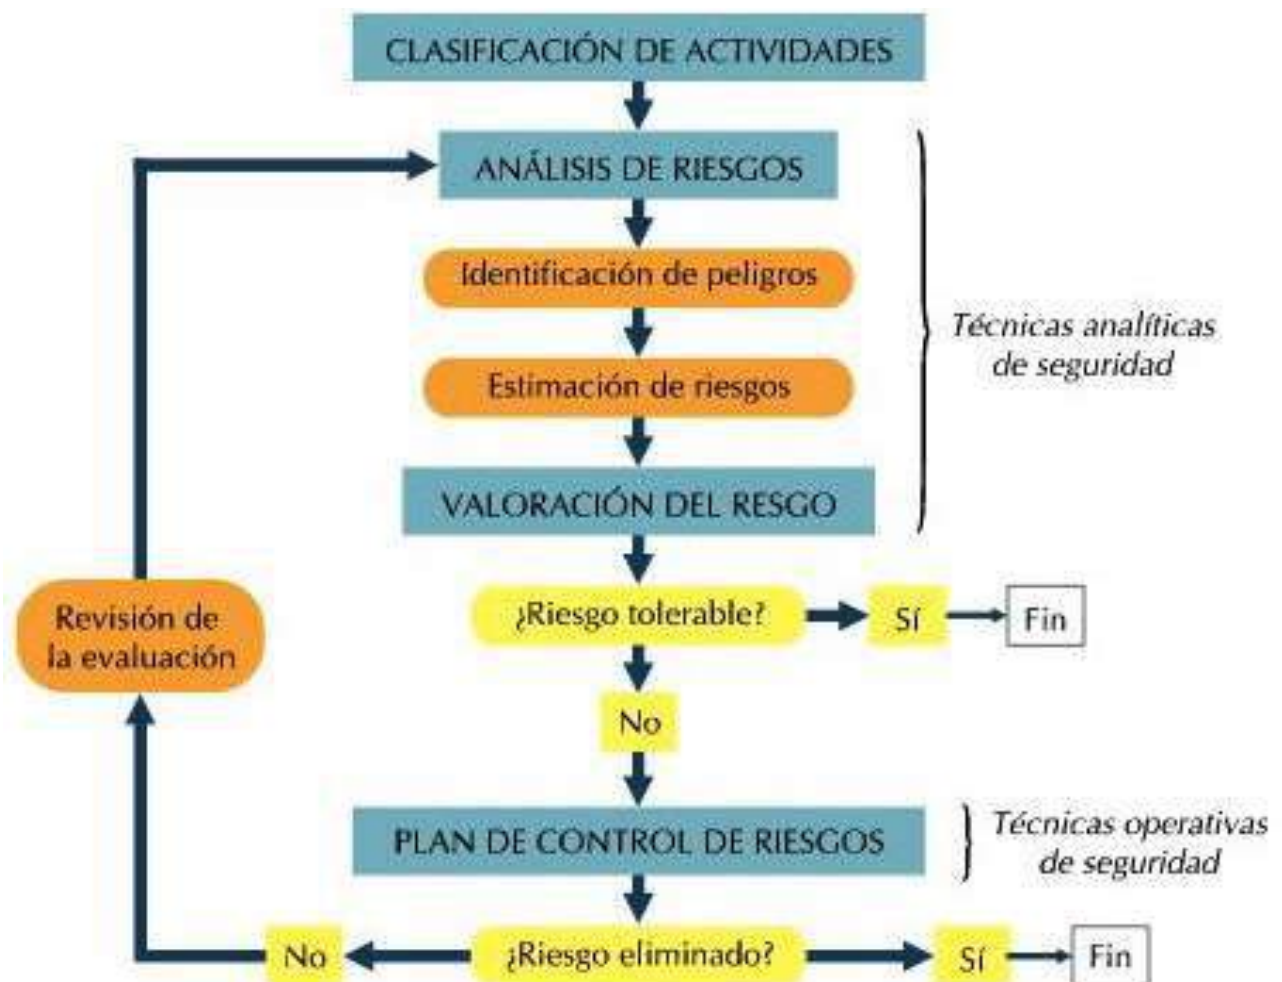 CLASIFICACIÓN DE ACTIVIDADES
ANÁLISIS DE RIESGOS
Identificación de peligros
Estimación de riesgos
Técnicas analíticas
de seguridad
VALORACIÓN DEL RESGO
¿Riesgo tolerable?
Sí
Fin
Revisión de
la evaluación
No
PLAN DE CONTROL DE RIESGOS
Técnicas operativas
de seguridad
No
¿Riesgo eliminado?
Sí
Fin